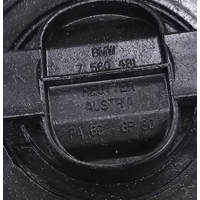 BMW
7 560 481
REUTTER
AUSTRIA
PA 66 GF 30